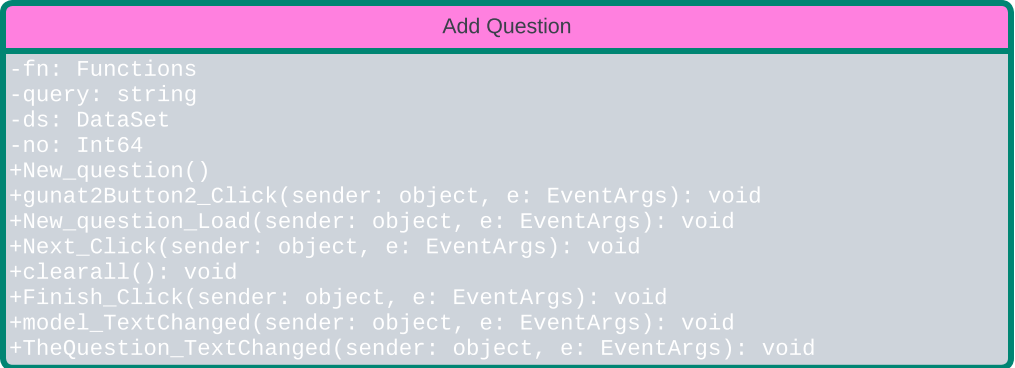 Add Question
-fn: Functions
-query: string
-ds: DataSet
-no: Int64
+New_question()
+gunat2Button2_Click(sender: object, e: EventArgs): void
+New_question_Load(sender: object, e: EventArgs): void
+Next_Click(sender: object, e: EventArgs): void
+clearall(): void
+Finish_Click(sender: object, e: EventArgs): void
+model_TextChanged(sender: object, e: EventArgs): void
+TheQuestion_TextChanged(sender: object, e: EventArgs): void